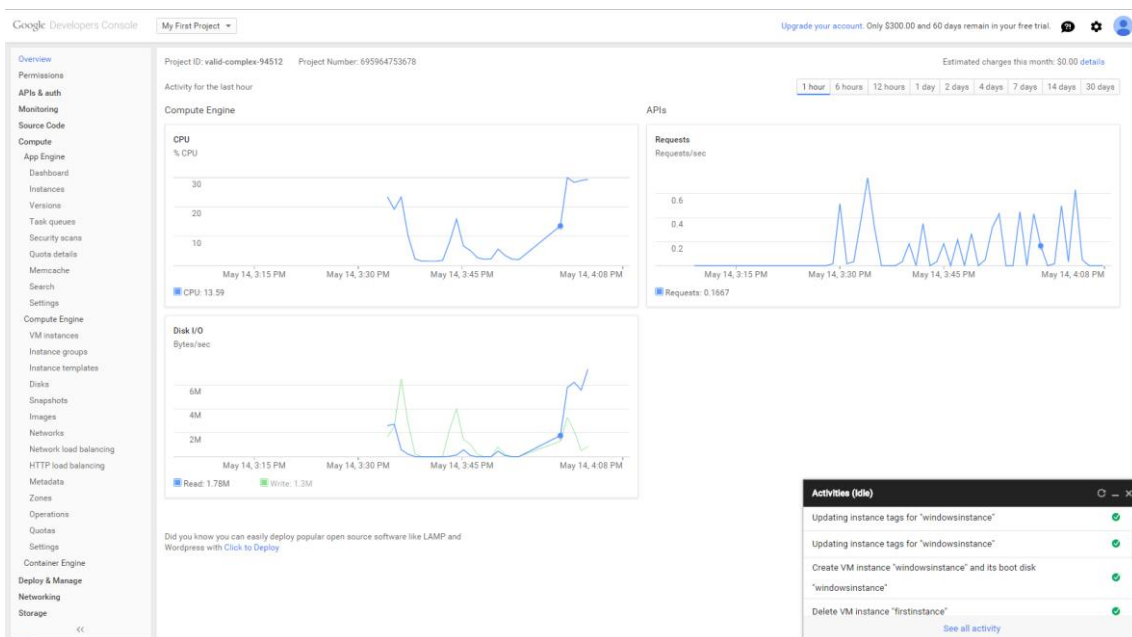 Google Developers Console
My First Project
Upgrade your account. Only $300.00 and 60 days remain in your free trial.
Overview
Permissions
APIs & auth
Monitoring
Source Code
Compute
App Engine
Dashboard
Instances
Versions
Task queues
Security scans
Quota details
Memcache
Search
Settings
Compute Engine
VM instances
Instance groups
Instance templates
Disks
Snapshots
Images
Networks
Network load balancing
HTTP load balancing
Metadata
Zones
Operations
Quotas
Settings
Container Engine
Deploy & Manage
Networking
Storage
<<
Project ID: valid-complex-94512 Project Number: 695964753678
Estimated charges this month: $0.00 details
Activity for the last hour
1 hour 6 hours 12 hours 1 day 2 days 4 days 7 days 14 days 30 days
Compute Engine
CPU
% CPU
30
20
10
May 14, 3:15 PM May 14, 3:30 PM May 14, 3:45 PM May 14, 4:08 PM
CPU: 13.59
Disk I/O
Bytes/sec
6M
4M
2M
May 14, 3:15 PM May 14, 3:30 PM May 14, 3:45 PM May 14, 4:08 PM
Read: 1.78M Write: 1.3M
Did you know you can easily deploy popular open source software like LAMP and
Wordpress with Click to Deploy
APIs
Requests
Requests/sec
0.6
0.4
0.2
May 14, 3:15 PM May 14, 3:30 PM May 14, 3:45 PM May 14, 4:08 PM
Requests: 0.1667
Activities (Idle)
Updating instance tags for "windowsinstance"
Updating instance tags for "windowsinstance"
Create VM instance "windowsinstance" and its boot disk
"windowsinstance"
Delete VM instance "firstinstance"
See all activity